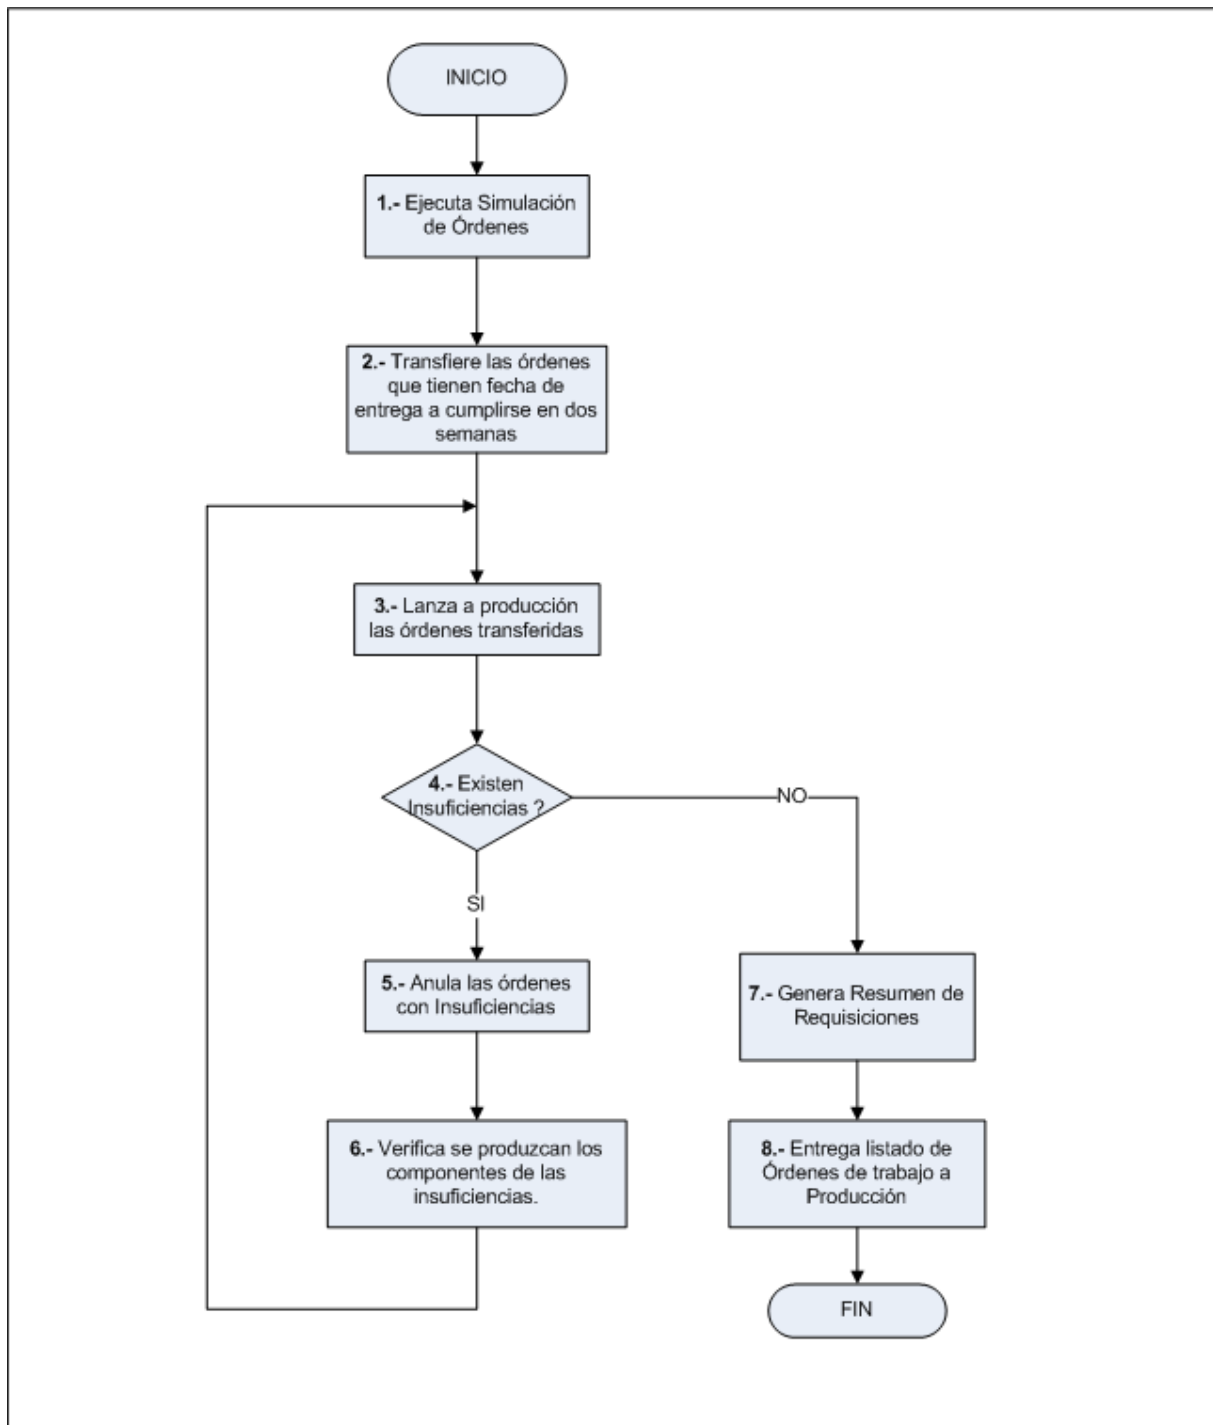 INICIO
1.- Ejecuta Simulación
de Órdenes
2.- Transfiere las órdenes
que tienen fecha de
entrega a cumplirse en dos
semanas
3.- Lanza a producción
las órdenes transferidas
4.- Existen
Insuficiencias ?
NO
SI
5.- Anula las órdenes
con Insuficiencias
6.- Verifica se produzcan los
componentes de las
insuficiencias.
7.- Genera Resumen de
Requisiciones
8.- Entrega listado de
Órdenes de trabajo a
Producción
FIN